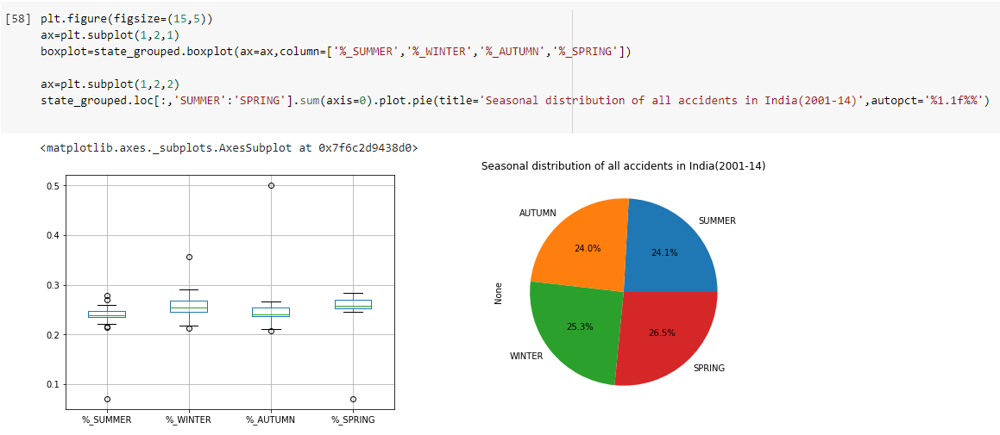 [58] plt.figure(figsize=(15,5))
ax=plt.subplot(1,2,1)
boxplot=state_grouped.boxplot(ax=ax,column=['%_SUMMER','%_WINTER','%_AUTUMN','%_SPRING'])
ax=plt.subplot(1,2,2)
state_grouped.loc[:,'SUMMER':'SPRING'].sum(axis=0).plot.pie(title='Seasonal distribution of all accidents in India(2001-14)',autopct='%1.1f%%')
<matplotlib.axes._subplots.AxesSubplot at 0x7f6c2d9438d0>
0.5
0.4
0.3
0.2
0.1
%_SUMMER
%_WINTER
%_AUTUMN
%_SPRING
Seasonal distribution of all accidents in India(2001-14)
AUTUMN
SUMMER
24.0%
24.1%
None
25.3%
26.5%
WINTER
SPRING